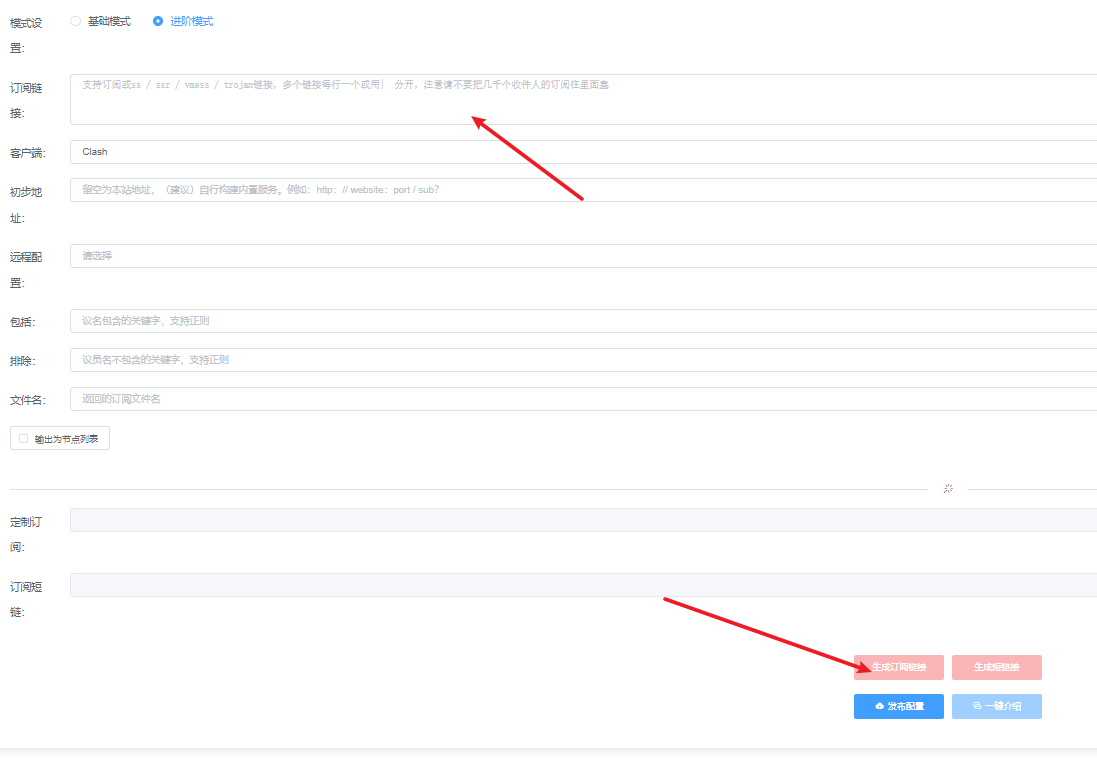 模式设置：
基础模式
进阶模式
订阅链接：
支持订阅或ss / ssr / vmess / trojan链接，多个链接每行一个或用| 分开，注意请不要把几千个收件人的订阅往里面塞
客户端：
Clash
初步地址：
留空为本站地址，（建议）自行构建内量服务。例如：http：// website：port / sub？
远程配置：
请选择
包括：
议名包含的关键字，支持正则
排除：
议员名不包含的关键字，支持正则
文件名：
返回的订阅文件名
输出为节点列表
定制订阅：
订阅短链：
生成订阅链接
生成短链接
发布配置
一键介绍